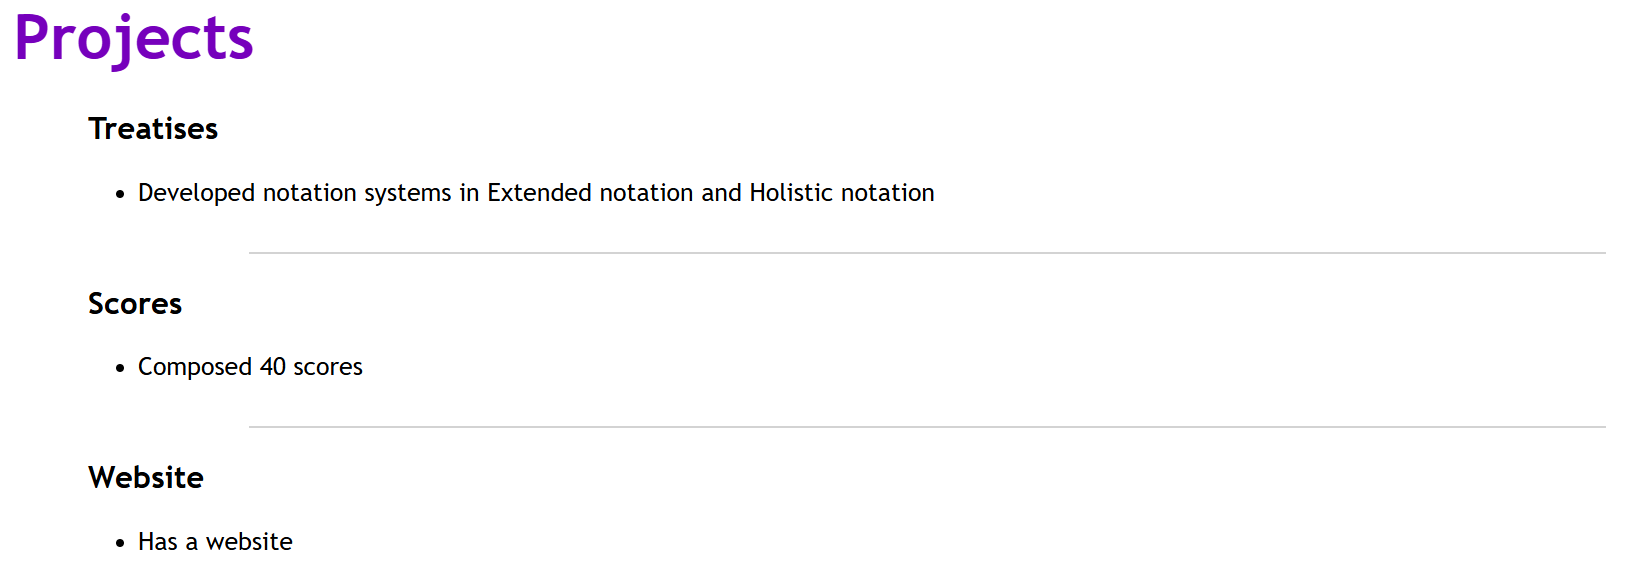 Projects
Treatises
• Developed notation systems in Extended notation and Holistic notation
Scores
• Composed 40 scores
Website
• Has a website